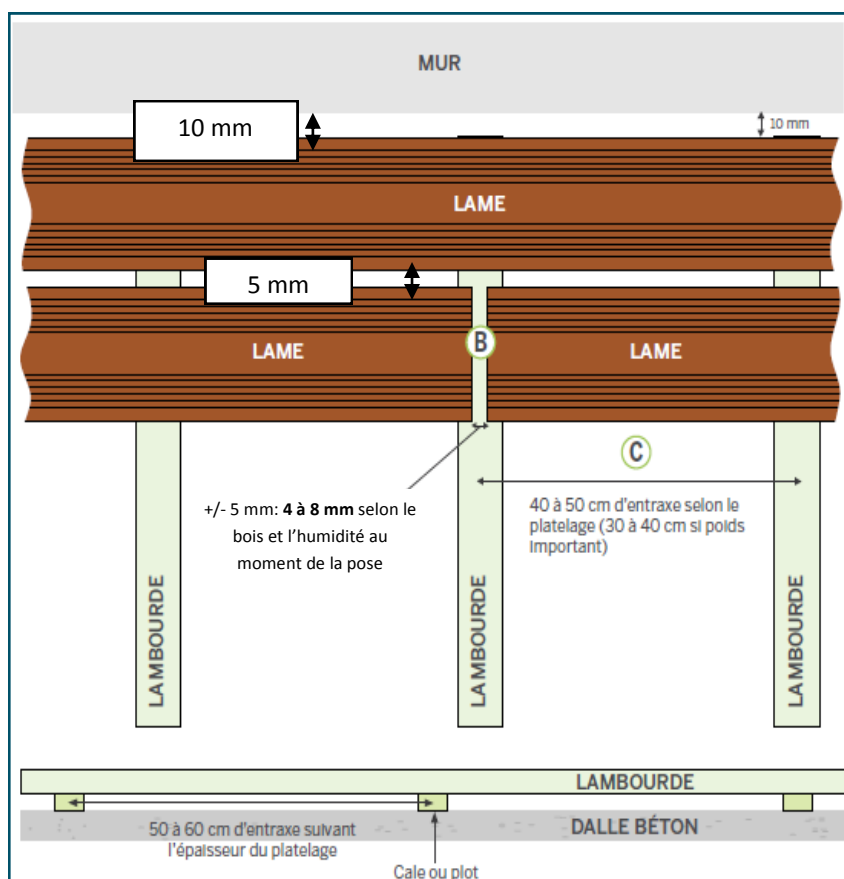 MUR
10 mm
10 mm
LAME
5 mm
LAME
B
LAME
C
+/- 5 mm: 4 à 8 mm selon le
bois et l'humidité au
moment de la pose
40 à 50 cm d'entraxe selon le
platelage (30 à 40 cm si poids
important)
LAMBOURDE
LAMBOURDE
LAMBOURDE
LAMBOURDE
50 à 60 cm d'entraxe suivant
l'épaisseur du platelage
DALLE BÉTON
Cale ou plot